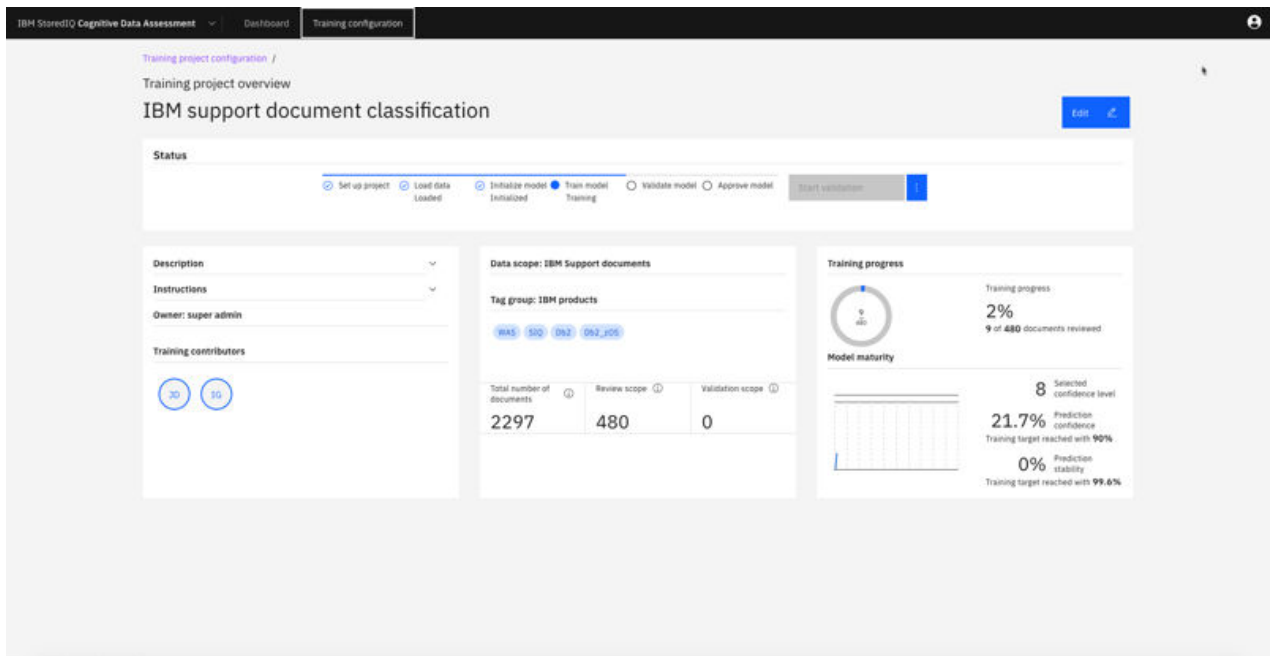 IBM StoredIQ Cognitive Data Assessment Dashboard Training configuration
Training project configuration /
Training project overview
IBM support document classification
Edit
Status
Set up project
Load data
Loaded
Initialize model
Initialized
Train model
Training
Validate model
Approve model
Start validation
Description
Instructions
Owner: super admin
Training contributors
JD
IG
Data scope: IBM Support documents
Tag group: IBM products
WAS SIQ Db2 Db2_zOS
Total number of
documents
2297
Review scope
480
Validation scope
0
Training progress
9
of
480
Training progress
2%
9 of 480 documents reviewed
Model maturity
8 Selected
confidence level
21.7% Prediction
confidence
Training target reached with 90%
0% Prediction
stability
Training target reached with 99.6%